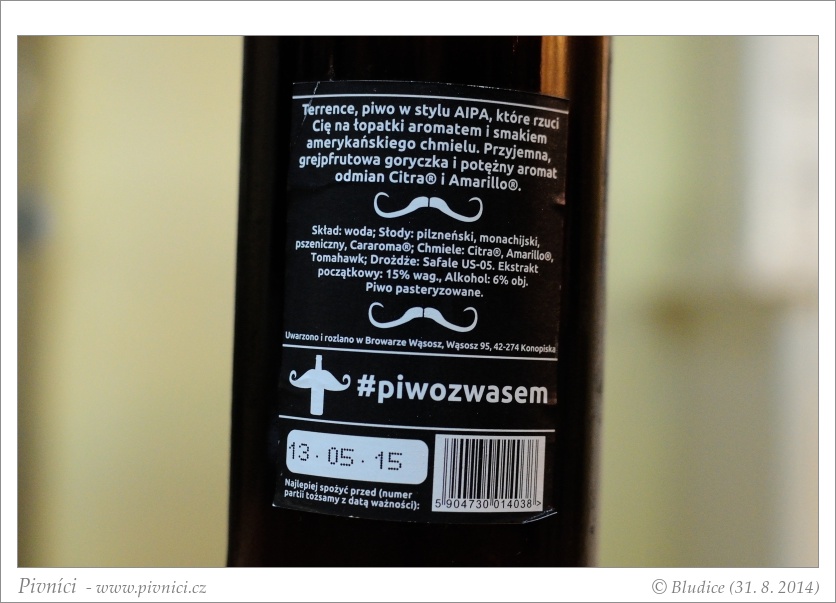 Terrence, piwo w stylu AIPA, które rzuci
Cię na łopatki aromatem i smakiem
amerykańskiego chmielu. Przyjemna,
grejpfrutowa goryczka i potężny aromat
odmian Citra® i Amarillo®.
Skład: woda; Słody: pilzneński, monachijski,
pszeniczny, Cararoma®; Chmiele: Citra®, Amarillo®,
Tomahawk; Drożdże: Safale US-05. Ekstrakt
początkowy: 15% wag., Alkohol: 6% obj.
Piwo pasteryzowane.
Uwarzono i rozlano w Browarze Wąsosz, Wąsosz 95, 42-274 Konopiska
#piwozwasem
13 · 05 · 15
Najlepiej spożyć przed (numer
partii tożsamy z datą ważności):
5 904730 014038 >
Pivníci - www.pivnici.cz
© Bludice (31. 8. 2014)